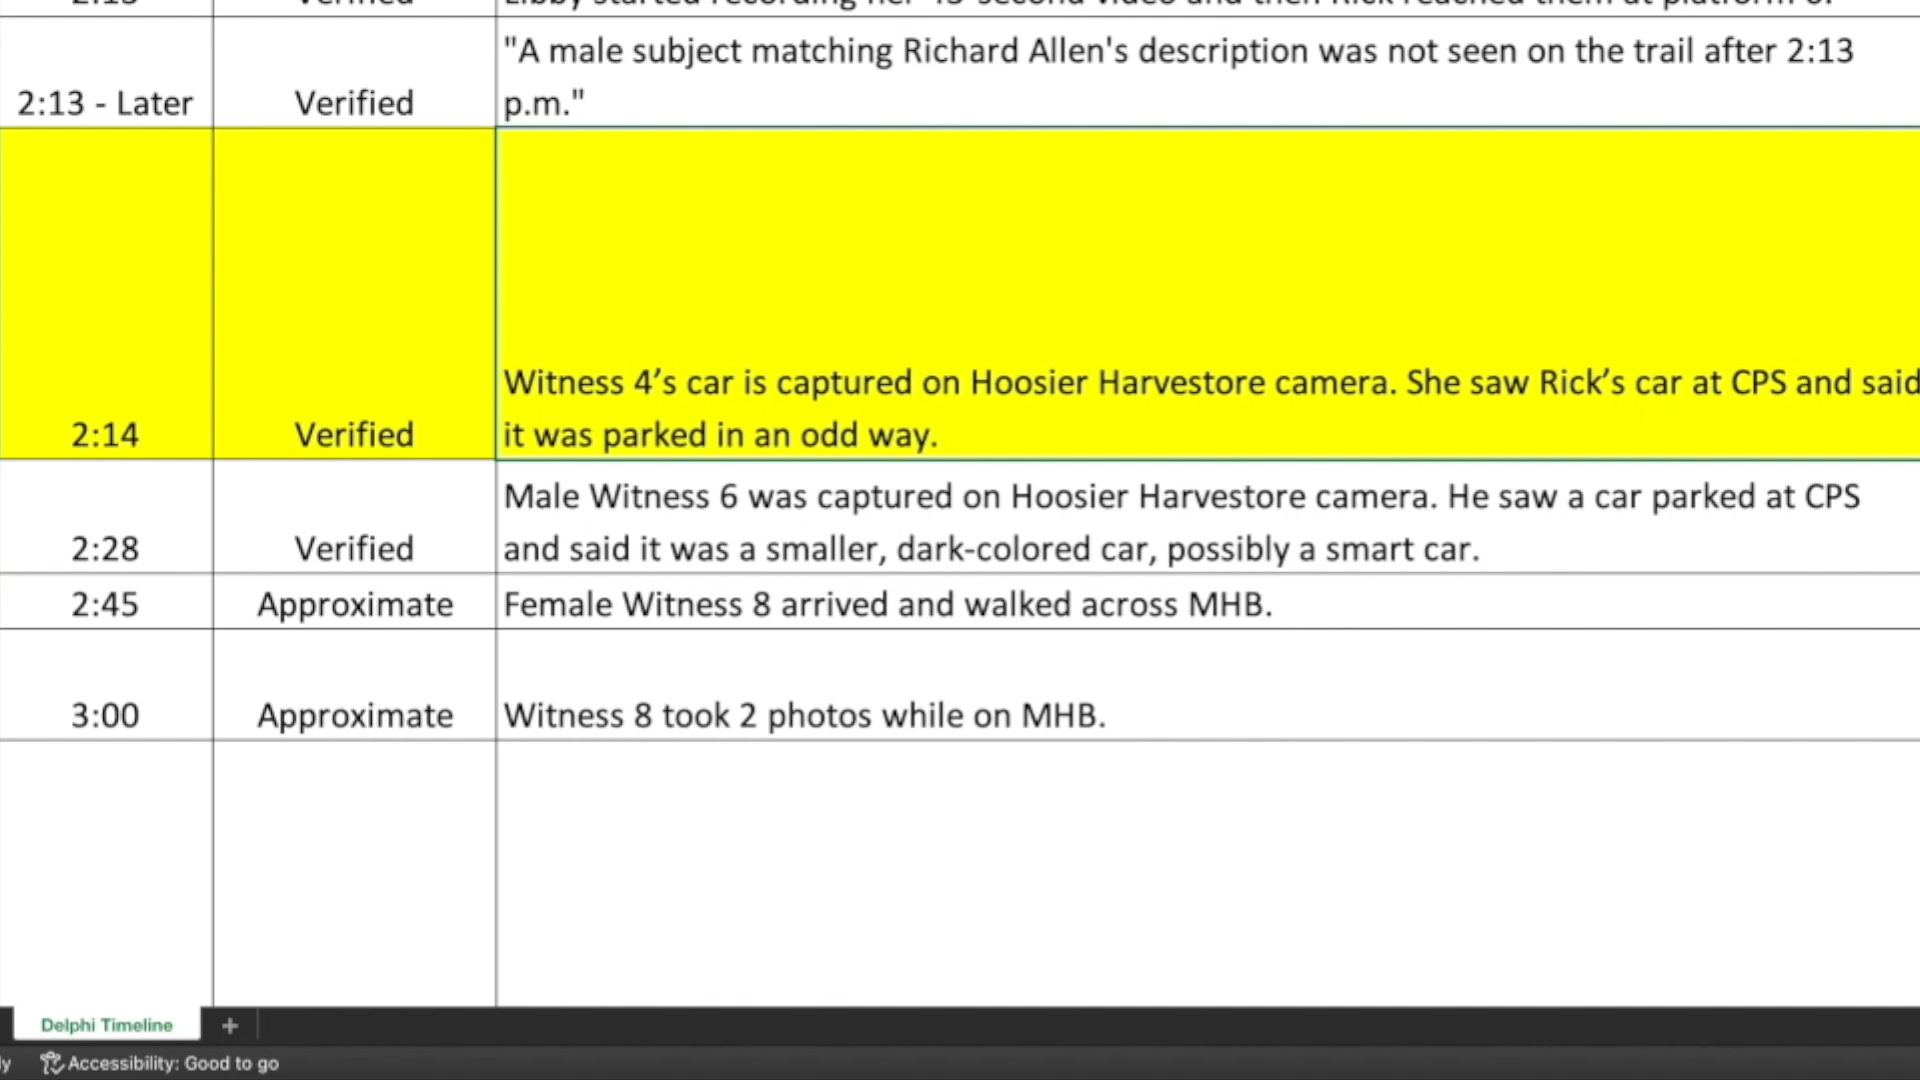 "A male subject matching Richard Allen's description was not seen on the trail after 2:13
2:13 - Later Verified p.m."
Witness 4’s car is captured on Hoosier Harvestore camera. She saw Rick’s car at CPS and said
2:14 Verified it was parked in an odd way.
Male Witness 6 was captured on Hoosier Harvestore camera. He saw a car parked at CPS
2:28 Verified and said it was a smaller, dark-colored car, possibly a smart car.
2:45 Approximate Female Witness 8 arrived and walked across MHB.
3:00 Approximate Witness 8 took 2 photos while on MHB.
Delphi Timeline +
Accessibility: Good to go